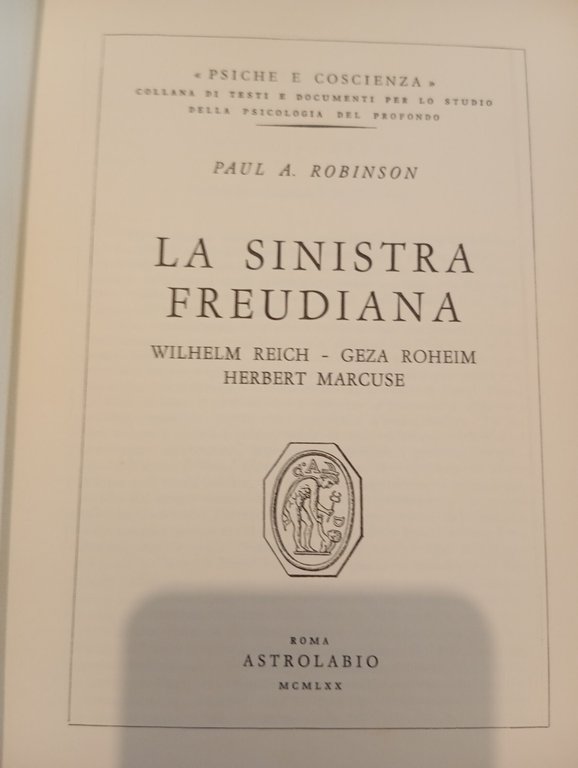 « PSICHE E COSCIENZA »
COLLANA DI TESTI E DOCUMENTI PER LO STUDIO
DELLA PSICOLOGIA DEL PROFONDO
PAUL A. ROBINSON
LA SINISTRA
FREUDIANA
WILHELM REICH - GEZA ROHEIM
HERBERT MARCUSE
ROMA
ASTROLABIO
MCMLXX